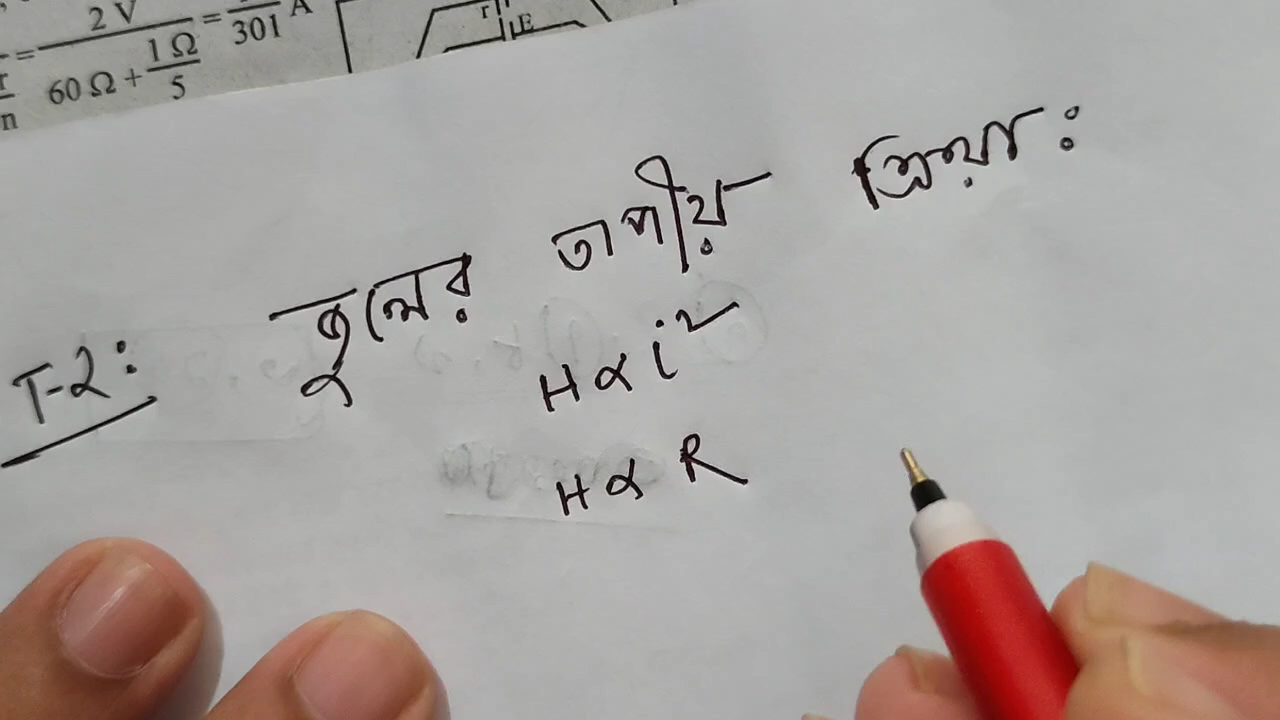 = 2 V / 60 Ω + 1 Ω / 5 = / 301 A
r E
n
T-2: জুলের তাপীয় ক্রিয়া :
H ∝ i²
H ∝ R